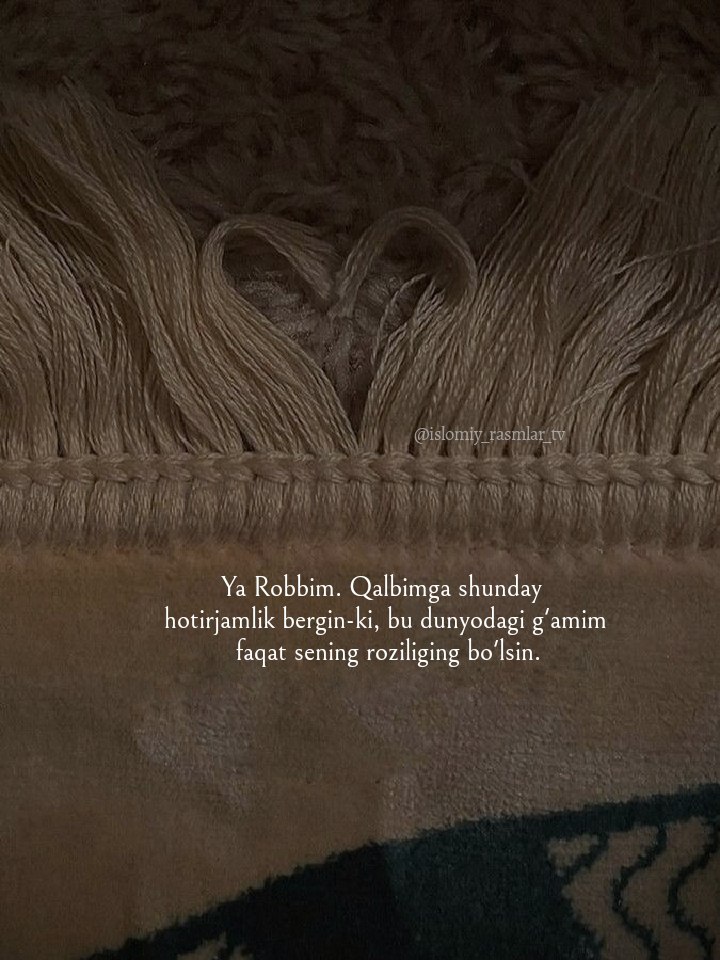 @islomiy_rasmlar_tv
Ya Robbim. Qalbimga shunday
hotirjamlik bergin-ki, bu dunyodagi g'amim
faqat sening roziliging bo'lsin.